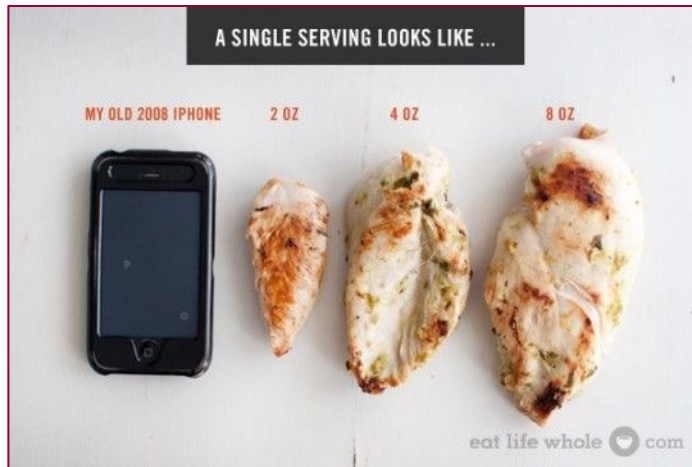 A SINGLE SERVING LOOKS LIKE ...
MY OLD 2008 IPHONE
2 OZ
4 OZ
8 OZ
eat life whole com